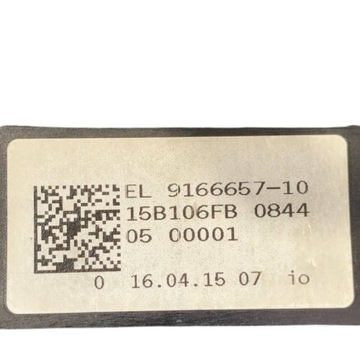 EL 9166657-10
15B106FB 0844
05 00001
0 16.04.15 07 io